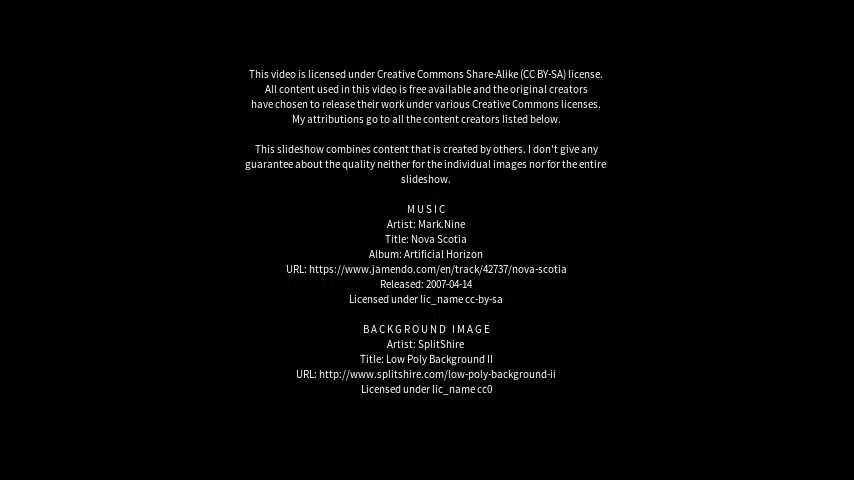 This video is licensed under Creative Commons Share-Alike (CC BY-SA) license.
All content used in this video is free available and the original creators
have chosen to release their work under various Creative Commons licenses.
My attributions go to all the content creators listed below.
This slideshow combines content that is created by others. I don't give any
guarantee about the quality neither for the individual images nor for the entire
slideshow.
MUSIC
Artist: Mark.Nine
Title: Nova Scotia
Album: Artificial Horizon
URL: https://www.jamendo.com/en/track/42737/nova-scotia
Released: 2007-04-14
Licensed under lic_name cc-by-sa
BACKGROUND IMAGE
Artist: SplitShire
Title: Low Poly Background II
URL: http://www.splitshire.com/low-poly-background-ii
Licensed under lic_name cc0